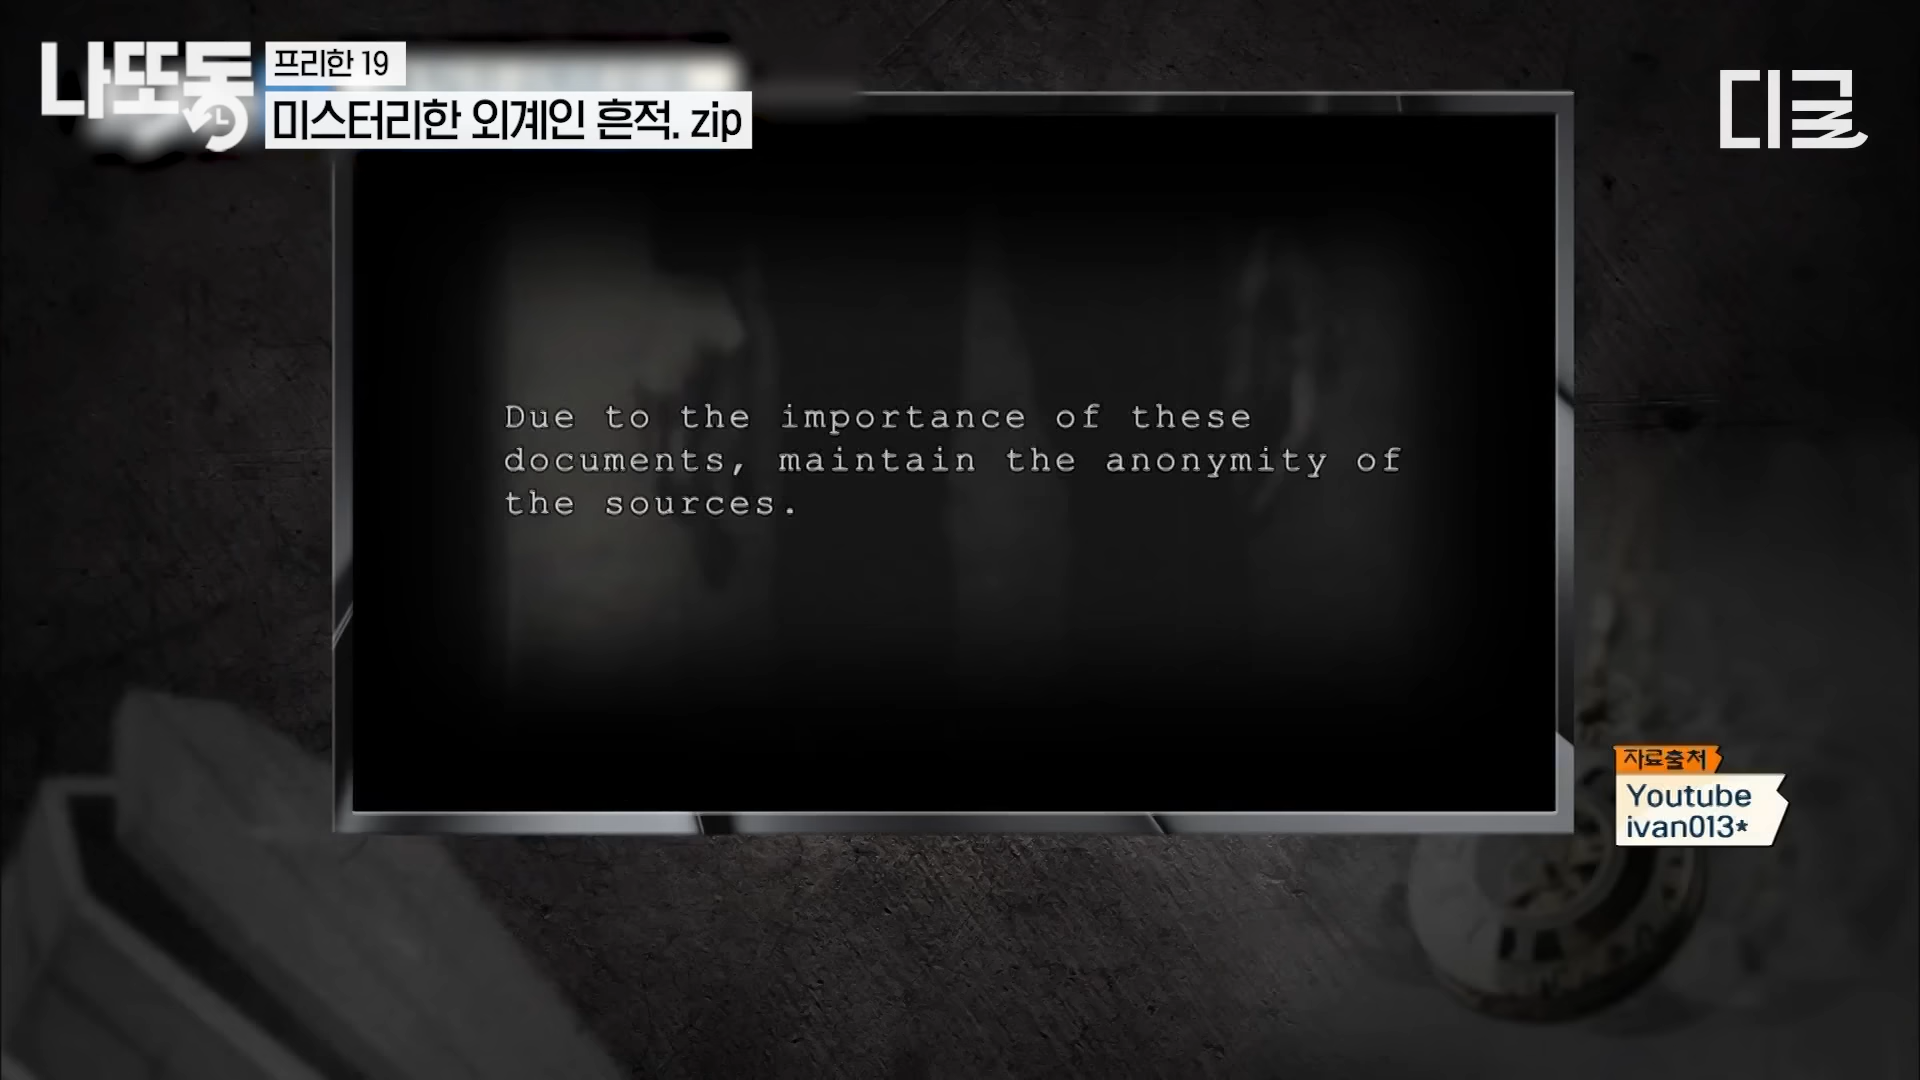 나또동
프리한 19
미스터리한 외계인 흔적. zip
디글
Due to the importance of these
documents, maintain the anonymity of
the sources.
자료출처
Youtube
ivan013*